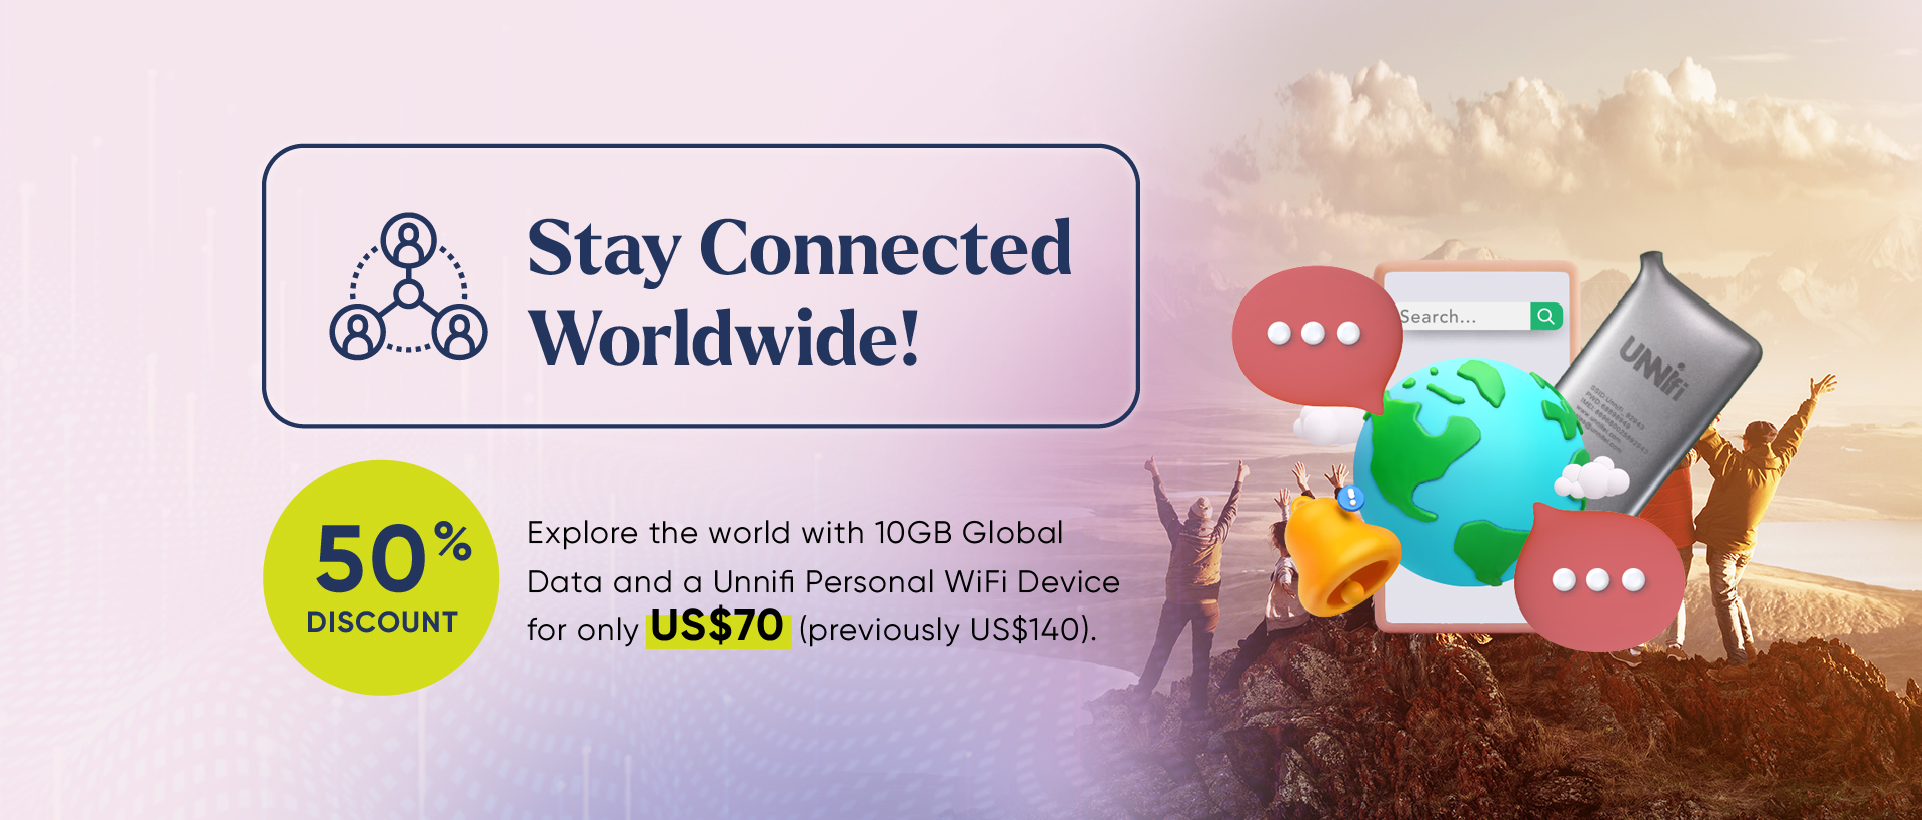 Stay Connected
Worldwide!
50%
DISCOUNT
Explore the world with 10GB Global
Data and a Unnifi Personal WiFi Device
for only US$70 (previously US$140).
Search...
UNNifi